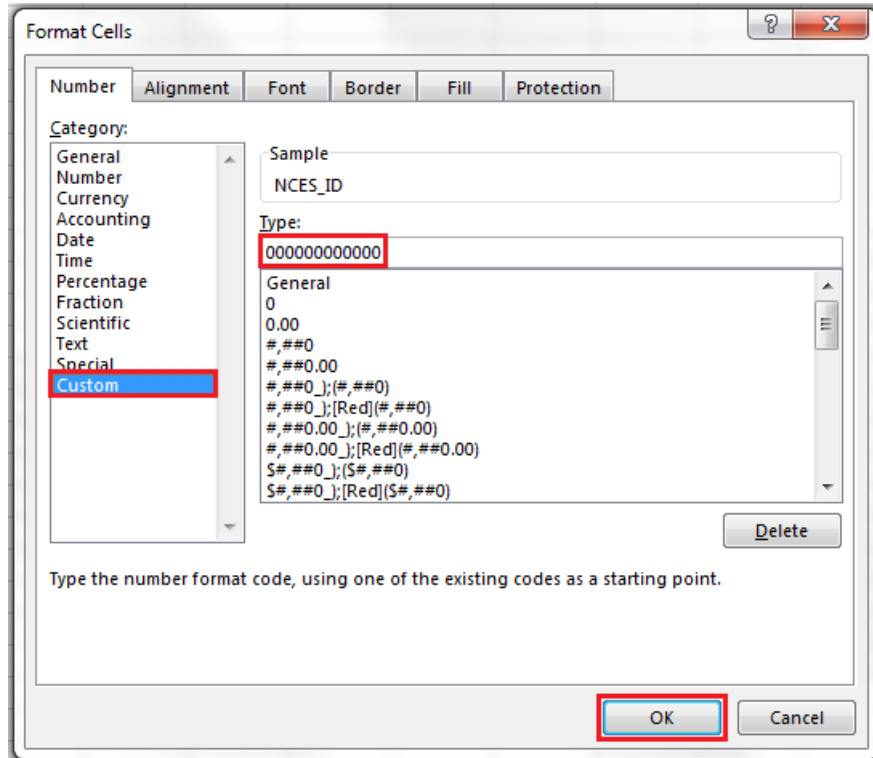 Format Cells
?
X
Number Alignment Font Border Fill Protection
Category:
General
Number
Currency
Accounting
Date
Time
Percentage
Fraction
Scientific
Text
Special
Custom
Sample
NCES_ID
Type:
000000000000
General
0
0.00
#,##0
#,##0.00
#,##0_);(#,##0)
#,##0_);[Red](#,##0)
#,##0.00_);(#,##0.00)
#,##0.00_);[Red](#,##0.00)
$#,##0_);($#,##0)
$#,##0_);[Red]($#,##0)
Delete
Type the number format code, using one of the existing codes as a starting point.
OK Cancel